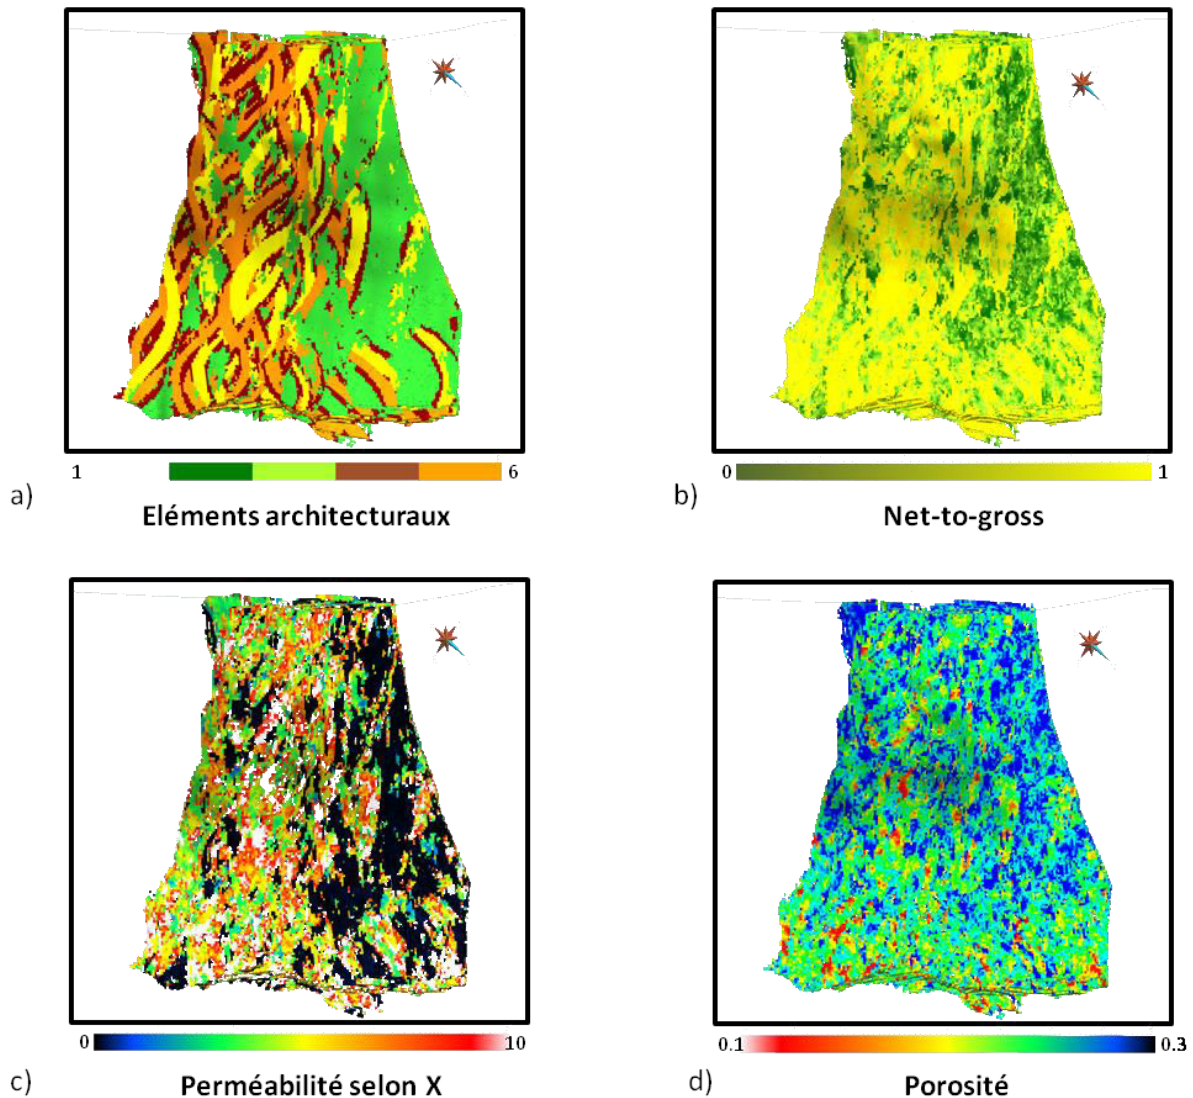 1 6
a)
Eléments architecturaux
0 1
b)
Net-to-gross
0 10
c)
Perméabilité selon X
0.1 0.3
d)
Porosité